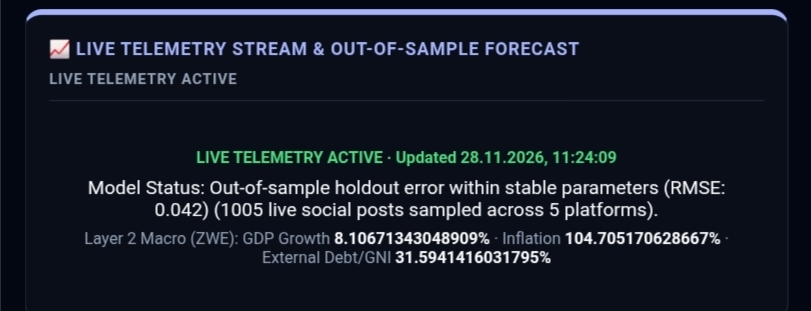 📈 LIVE TELEMETRY STREAM & OUT-OF-SAMPLE FORECAST
LIVE TELEMETRY ACTIVE
LIVE TELEMETRY ACTIVE · Updated 28.11.2026, 11:24:09
Model Status: Out-of-sample holdout error within stable parameters (RMSE:
0.042) (1005 live social posts sampled across 5 platforms).
Layer 2 Macro (ZWE): GDP Growth 8.10671343048909% · Inflation 104.705170628667% ·
External Debt/GNI 31.5941416031795%